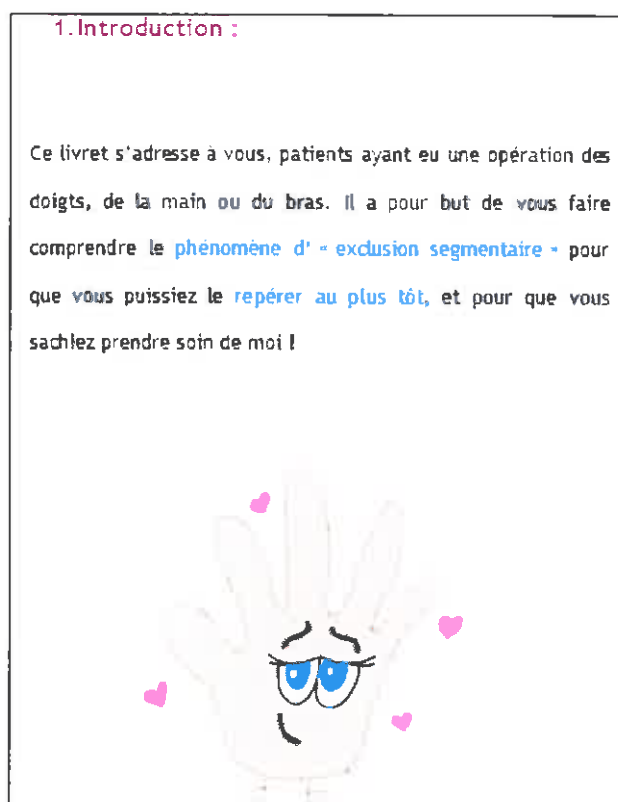 1.Introduction :
Ce livret s'adresse à vous, patients ayant eu une opération des
doigts, de la main ou du bras. Il a pour but de vous faire
comprendre le phénomène d' « exclusion segmentaire » pour
que vous puissiez le repérer au plus tôt, et pour que vous
sachiez prendre soin de moi !